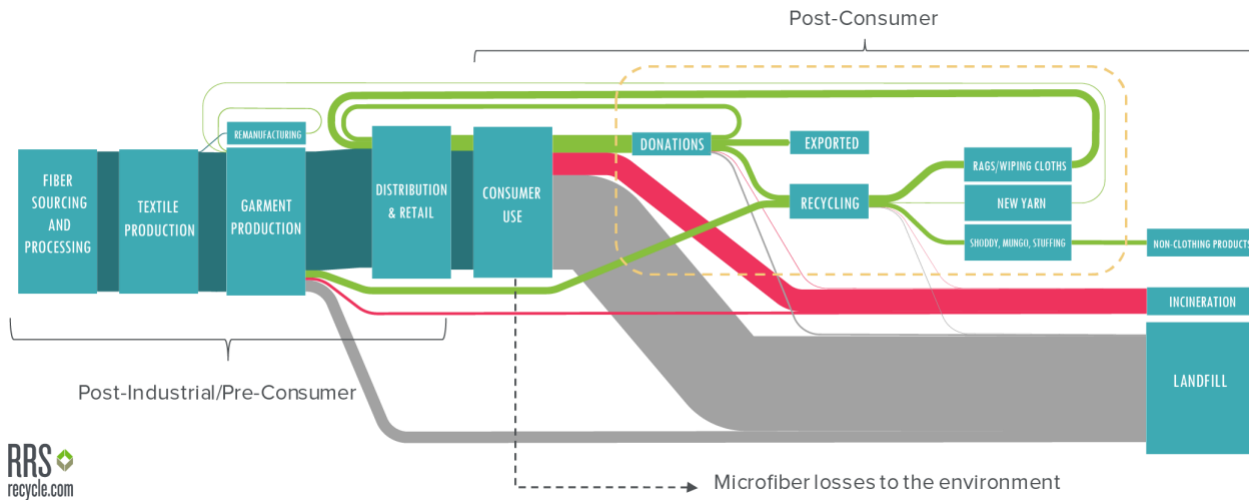 Post-Consumer
REMANUFACTURING
FIBER
SOURCING
AND
PROCESSING
TEXTILE
PRODUCTION
GARMENT
PRODUCTION
DISTRIBUTION
& RETAIL
CONSUMER
USE
DONATIONS
EXPORTED
RECYCLING
RAGS/WIPING CLOTHS
NEW YARN
SHODDY, MUNGO, STUFFING
NON-CLOTHING PRODUCTS
INCINERATION
LANDFILL
Post-Industrial/Pre-Consumer
Microfiber losses to the environment
RRS
recycle.com